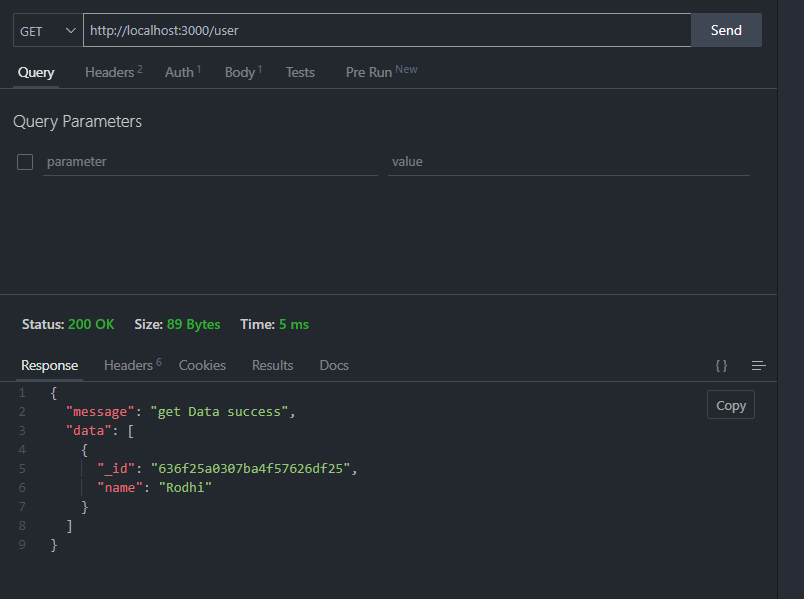 GET http://localhost:3000/user Send
Query Headers 2 Auth 1 Body 1 Tests Pre Run New
Query Parameters
parameter value
Status: 200 OK Size: 89 Bytes Time: 5 ms
Response Headers 6 Cookies Results Docs { }
Copy
1 {
2 "message": "get Data success",
3 "data": [
4 {
5 "_id": "636f25a0307ba4f57626df25",
6 "name": "Rodhi"
7 }
8 ]
9 }